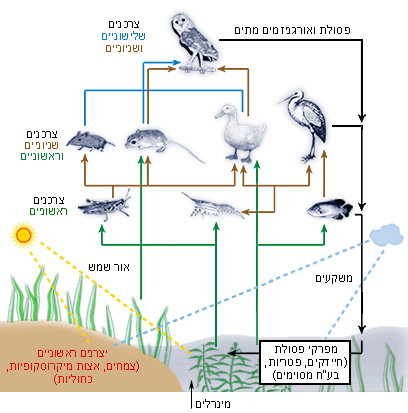 צרכנים
שלישוניים
ושניוניים
פסולת ואורגניזמים מתים
צרכנים
שניוניים
וראשוניים
צרכנים
ראשונים
אור שמש
משקעים
יצרנים ראשוניים
(צמחים, אצות מיקרוסקופיות,
כחוליות)
מפרקי פסולת
(חיידקים, פטריות,
בע"ח מסוימים)
מינרלים